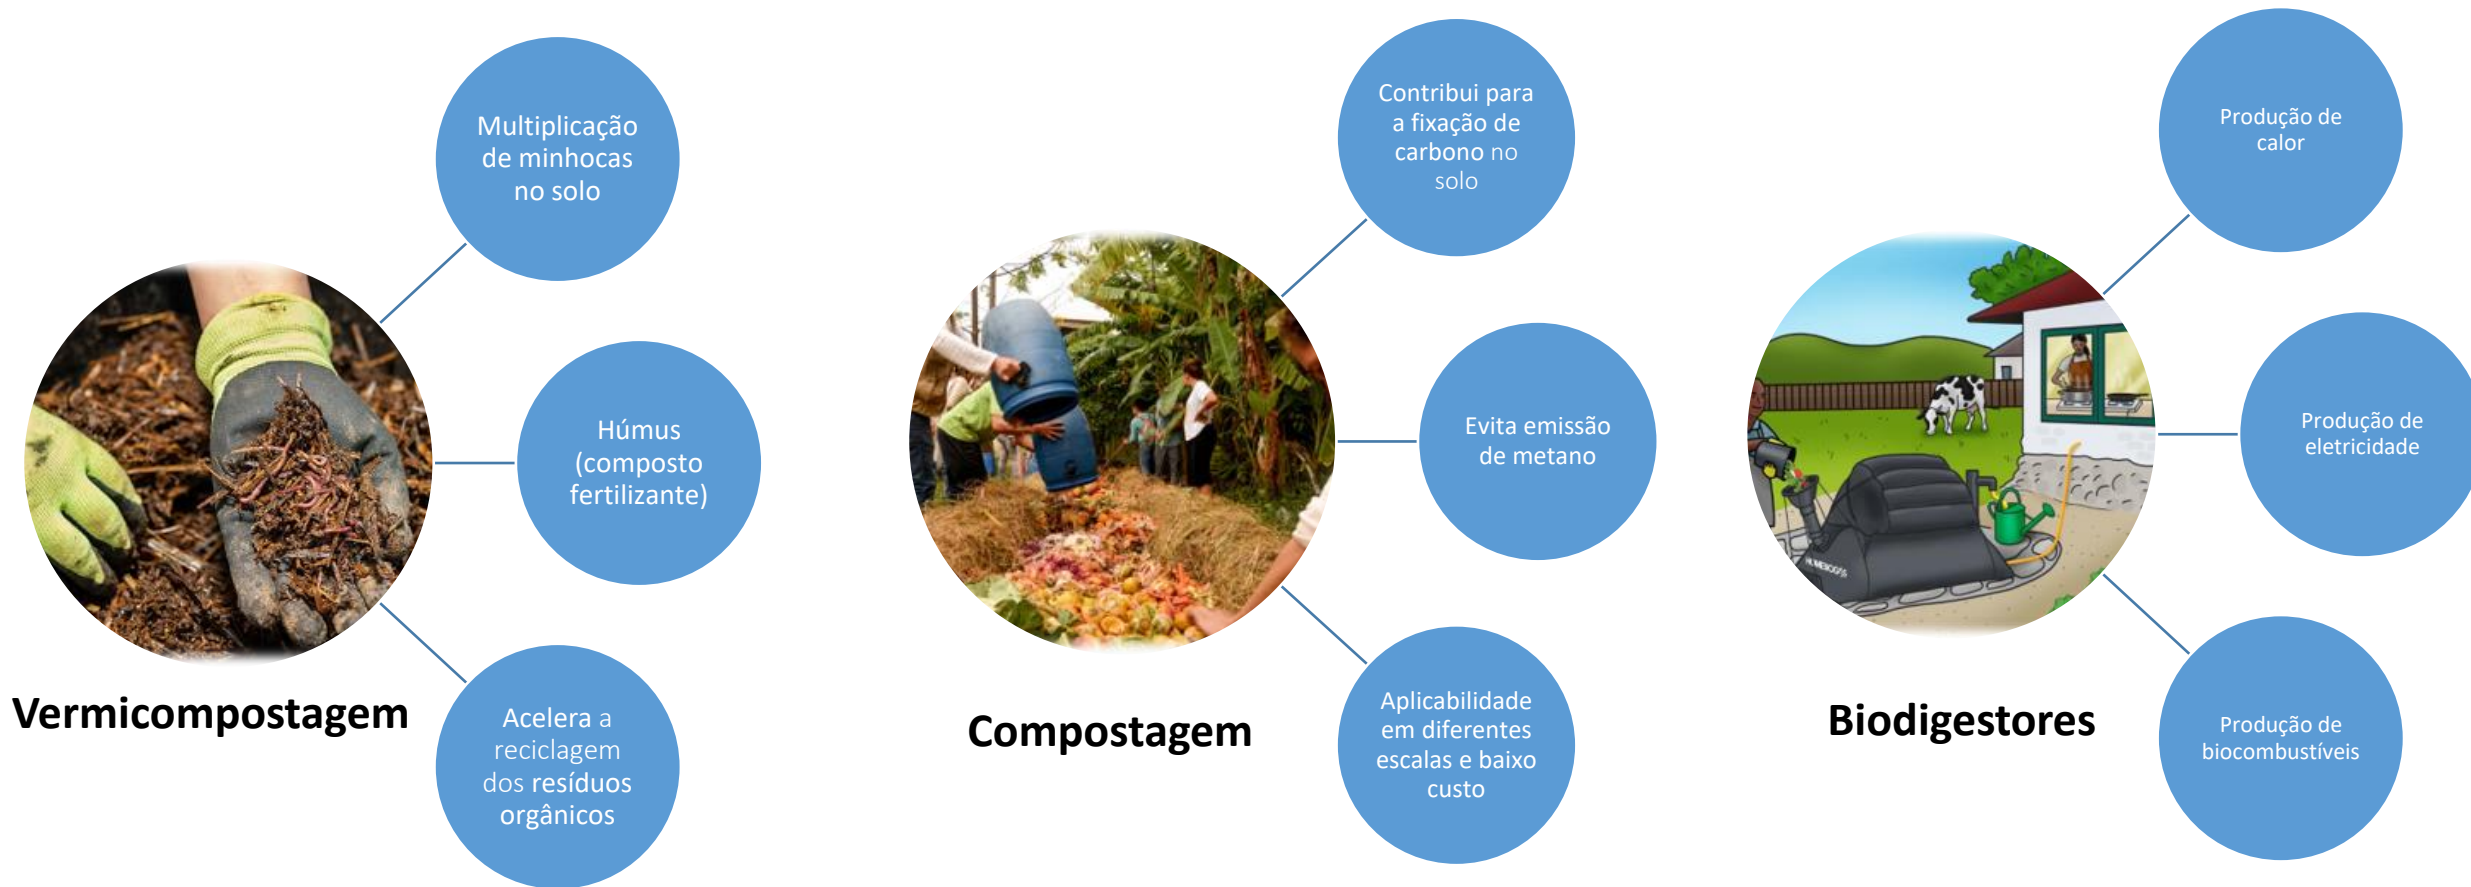 Multiplicação
de minhocas
no solo
Húmus
(composto
fertilizante)
Acelera a
reciclagem
dos resíduos
orgânicos
Vermicompostagem
Contribui para
a fixação de
carbono no
solo
Evita emissão
de metano
Aplicabilidade
em diferentes
escalas e baixo
custo
Compostagem
Produção de
calor
Produção de
eletricidade
Produção de
biocombustíveis
Biodigestores